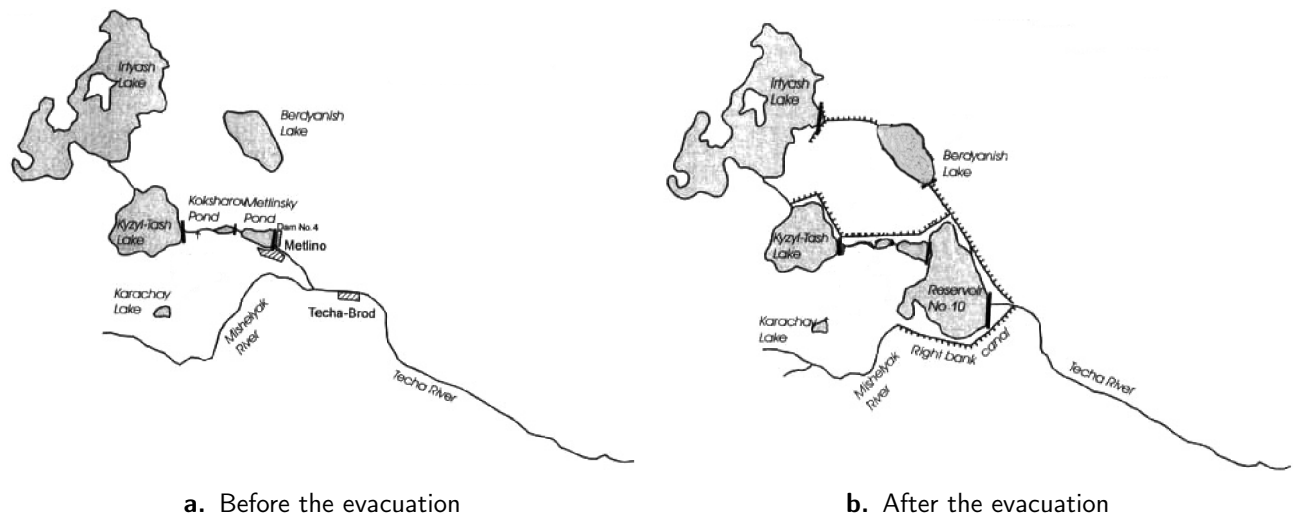 Irtyash
Lake
Berdyanish
Lake
Koksharov
Pond
Metlinsky
Pond
Dam No. 4
Metlino
Kyzyl-Tash
Lake
Karachay
Lake
Mishelyak
River
Techa-Brod
Techa River
a. Before the evacuation
Irtyash
Lake
Berdyanish
Lake
Kyzyl-Tash
Lake
Reservoir
No 10
Karachay
Lake
Mishelyak
River
Right bank canal
Techa River
b. After the evacuation